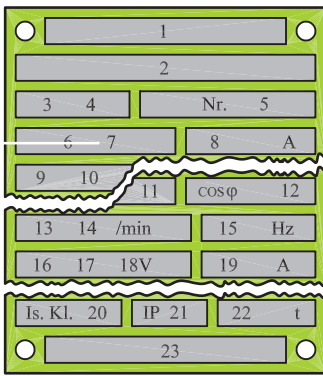 1
2
3 4 Nr. 5
6 7 8 A
9 10 11 cosφ 12
13 14 /min 15 Hz
16 17 18V 19 A
Is. Kl. 20 IP 21 22 t
23